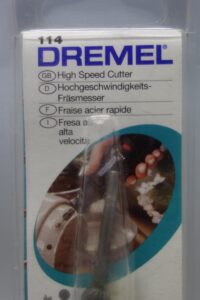 114
DREMEL®
GB High Speed Cutter
D Hochgeschwindigkeits-
Fräsmesser
F Fraise acier rapide
I Fresa
alta
velocità